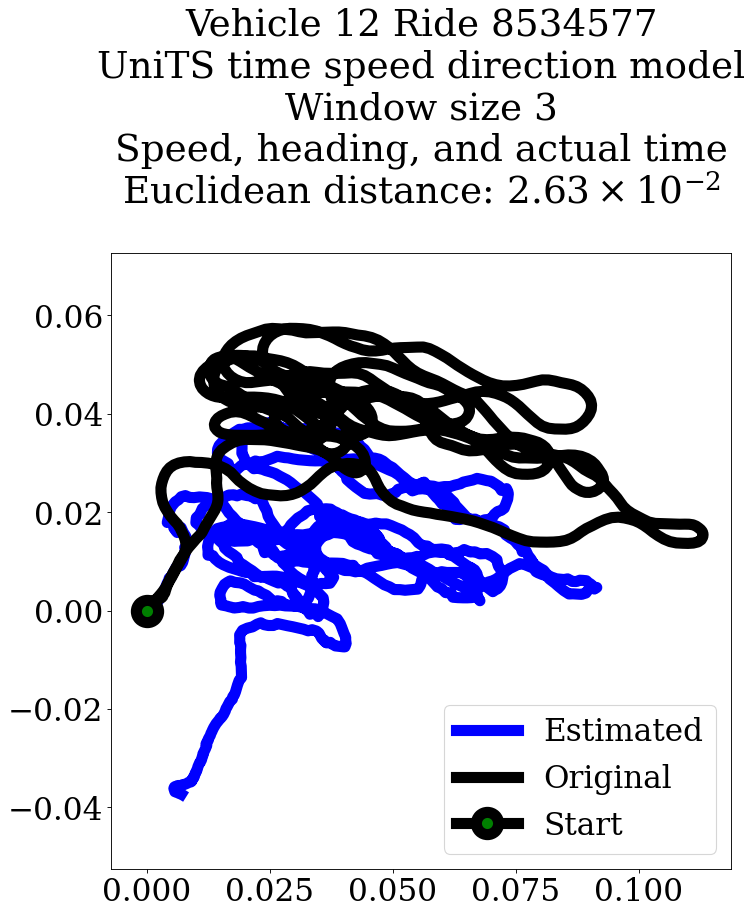 Vehicle 12 Ride 8534577
UniTS time speed direction model
Window size 3
Speed, heading, and actual time
Euclidean distance: 2.63 × 10⁻²
0.06
0.04
0.02
0.00
−0.02
−0.04
Estimated
Original
Start
0.000 0.025 0.050 0.075 0.100